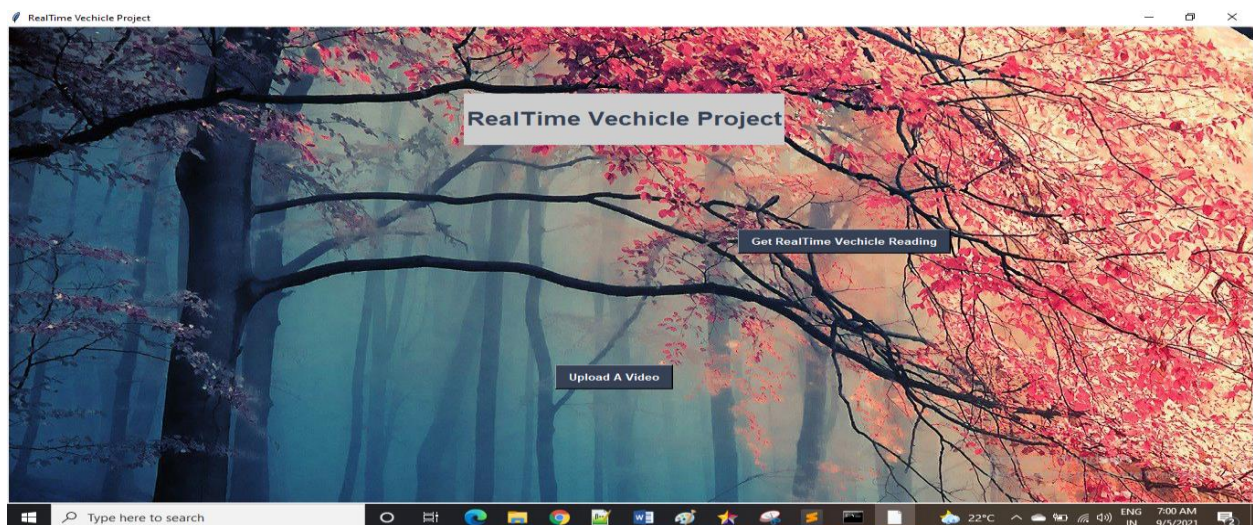 RealTime Vechicle Project
RealTime Vechicle Project
Get RealTime Vechicle Reading
Upload A Video
Type here to search
22°C
ENG
IN
7:00 AM
9/5/2021